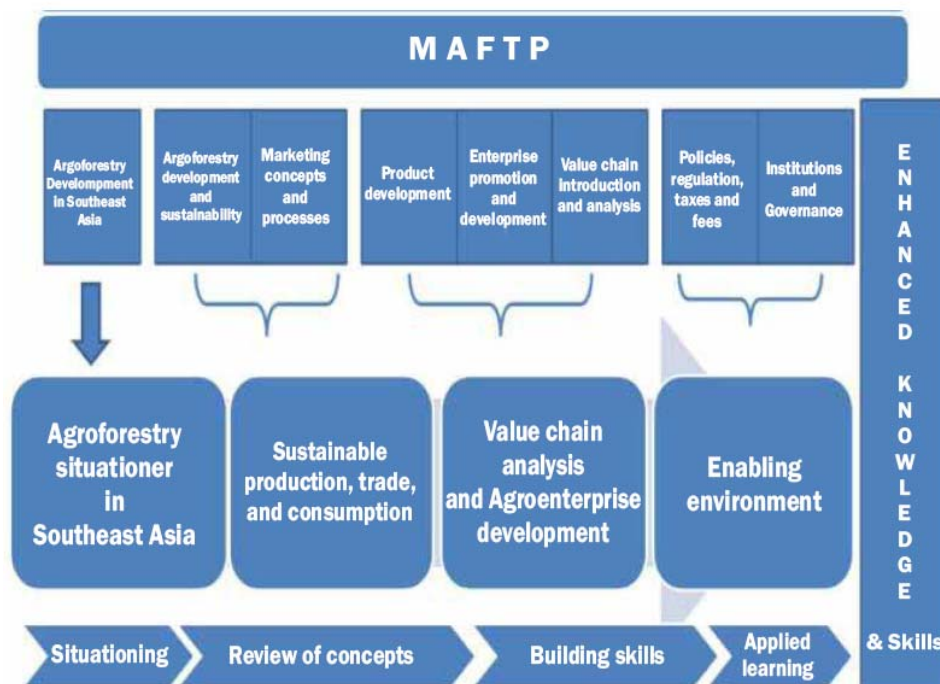 MAFTP
Argoforestry
Develompment
in Southeast
Asia
Argoforestry
development
and
sustainability
Marketing
concepts
and
processes
Product
development
Enterprise
promotion
and
development
Value chain
introduction
and analysis
Policies,
regulation,
taxes and
fees
Institutions
and
Governance
Agroforestry
situationer
in
Southeast Asia
Sustainable
production, trade,
and consumption
Value chain
analysis
and Agroenterprise
development
Enabling
environment
Situationing
Review of concepts
Building skills
Applied
learning
ENHANCED KNOWLEDGE
& Skills